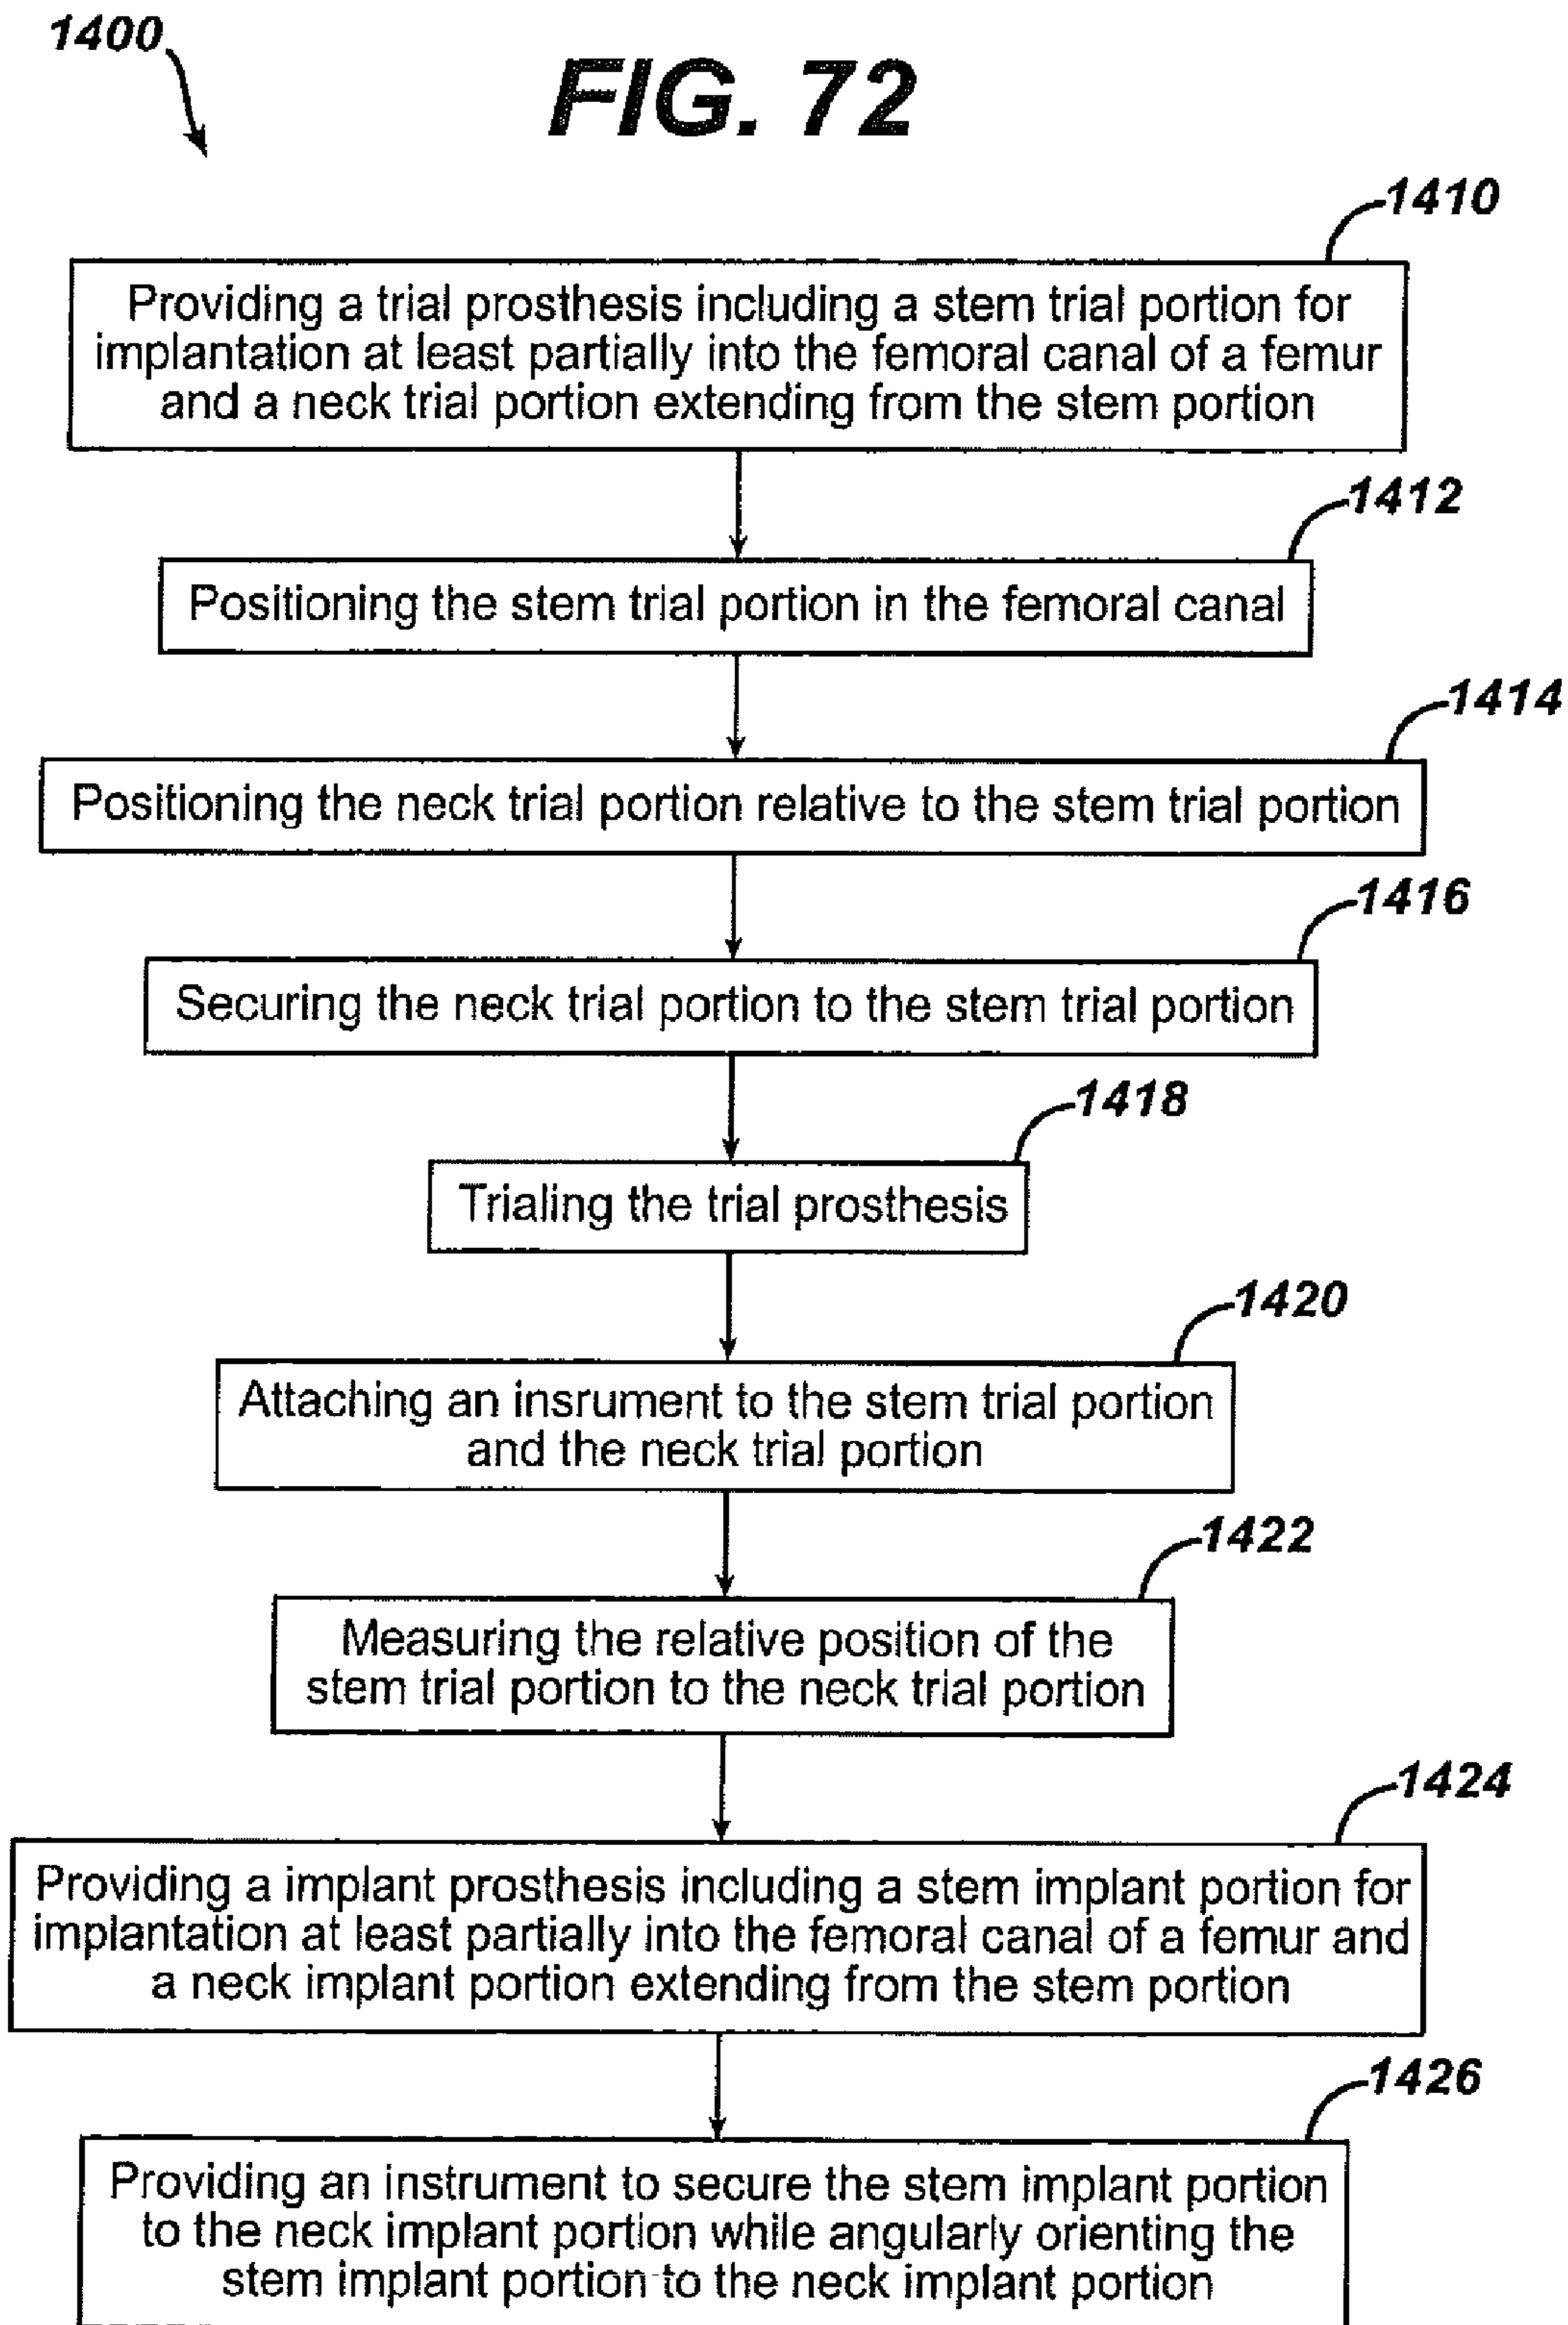 1400
FIG. 72
1410
Providing a trial prosthesis including a stem trial portion for
implantation at least partially into the femoral canal of a femur
and a neck trial portion extending from the stem portion
1412
Positioning the stem trial portion in the femoral canal
1414
Positioning the neck trial portion relative to the stem trial portion
1416
Securing the neck trial portion to the stem trial portion
1418
Trialing the trial prosthesis
1420
Attaching an insrument to the stem trial portion
and the neck trial portion
1422
Measuring the relative position of the
stem trial portion to the neck trial portion
1424
Providing a implant prosthesis including a stem implant portion for
implantation at least partially into the femoral canal of a femur and
a neck implant portion extending from the stem portion
1426
Providing an instrument to secure the stem implant portion
to the neck implant portion while angularly orienting the
stem implant portion to the neck implant portion